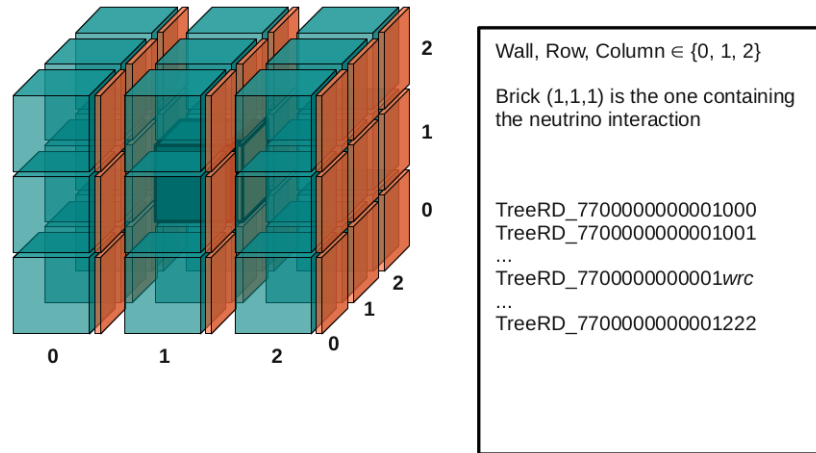 2
1
0
2
1
0
0
1
2
Wall, Row, Column ∈ {0, 1, 2}
Brick (1,1,1) is the one containing
the neutrino interaction
TreeRD_7700000000001000
TreeRD_7700000000001001
...
TreeRD_7700000000001wrc
...
TreeRD_7700000000001222